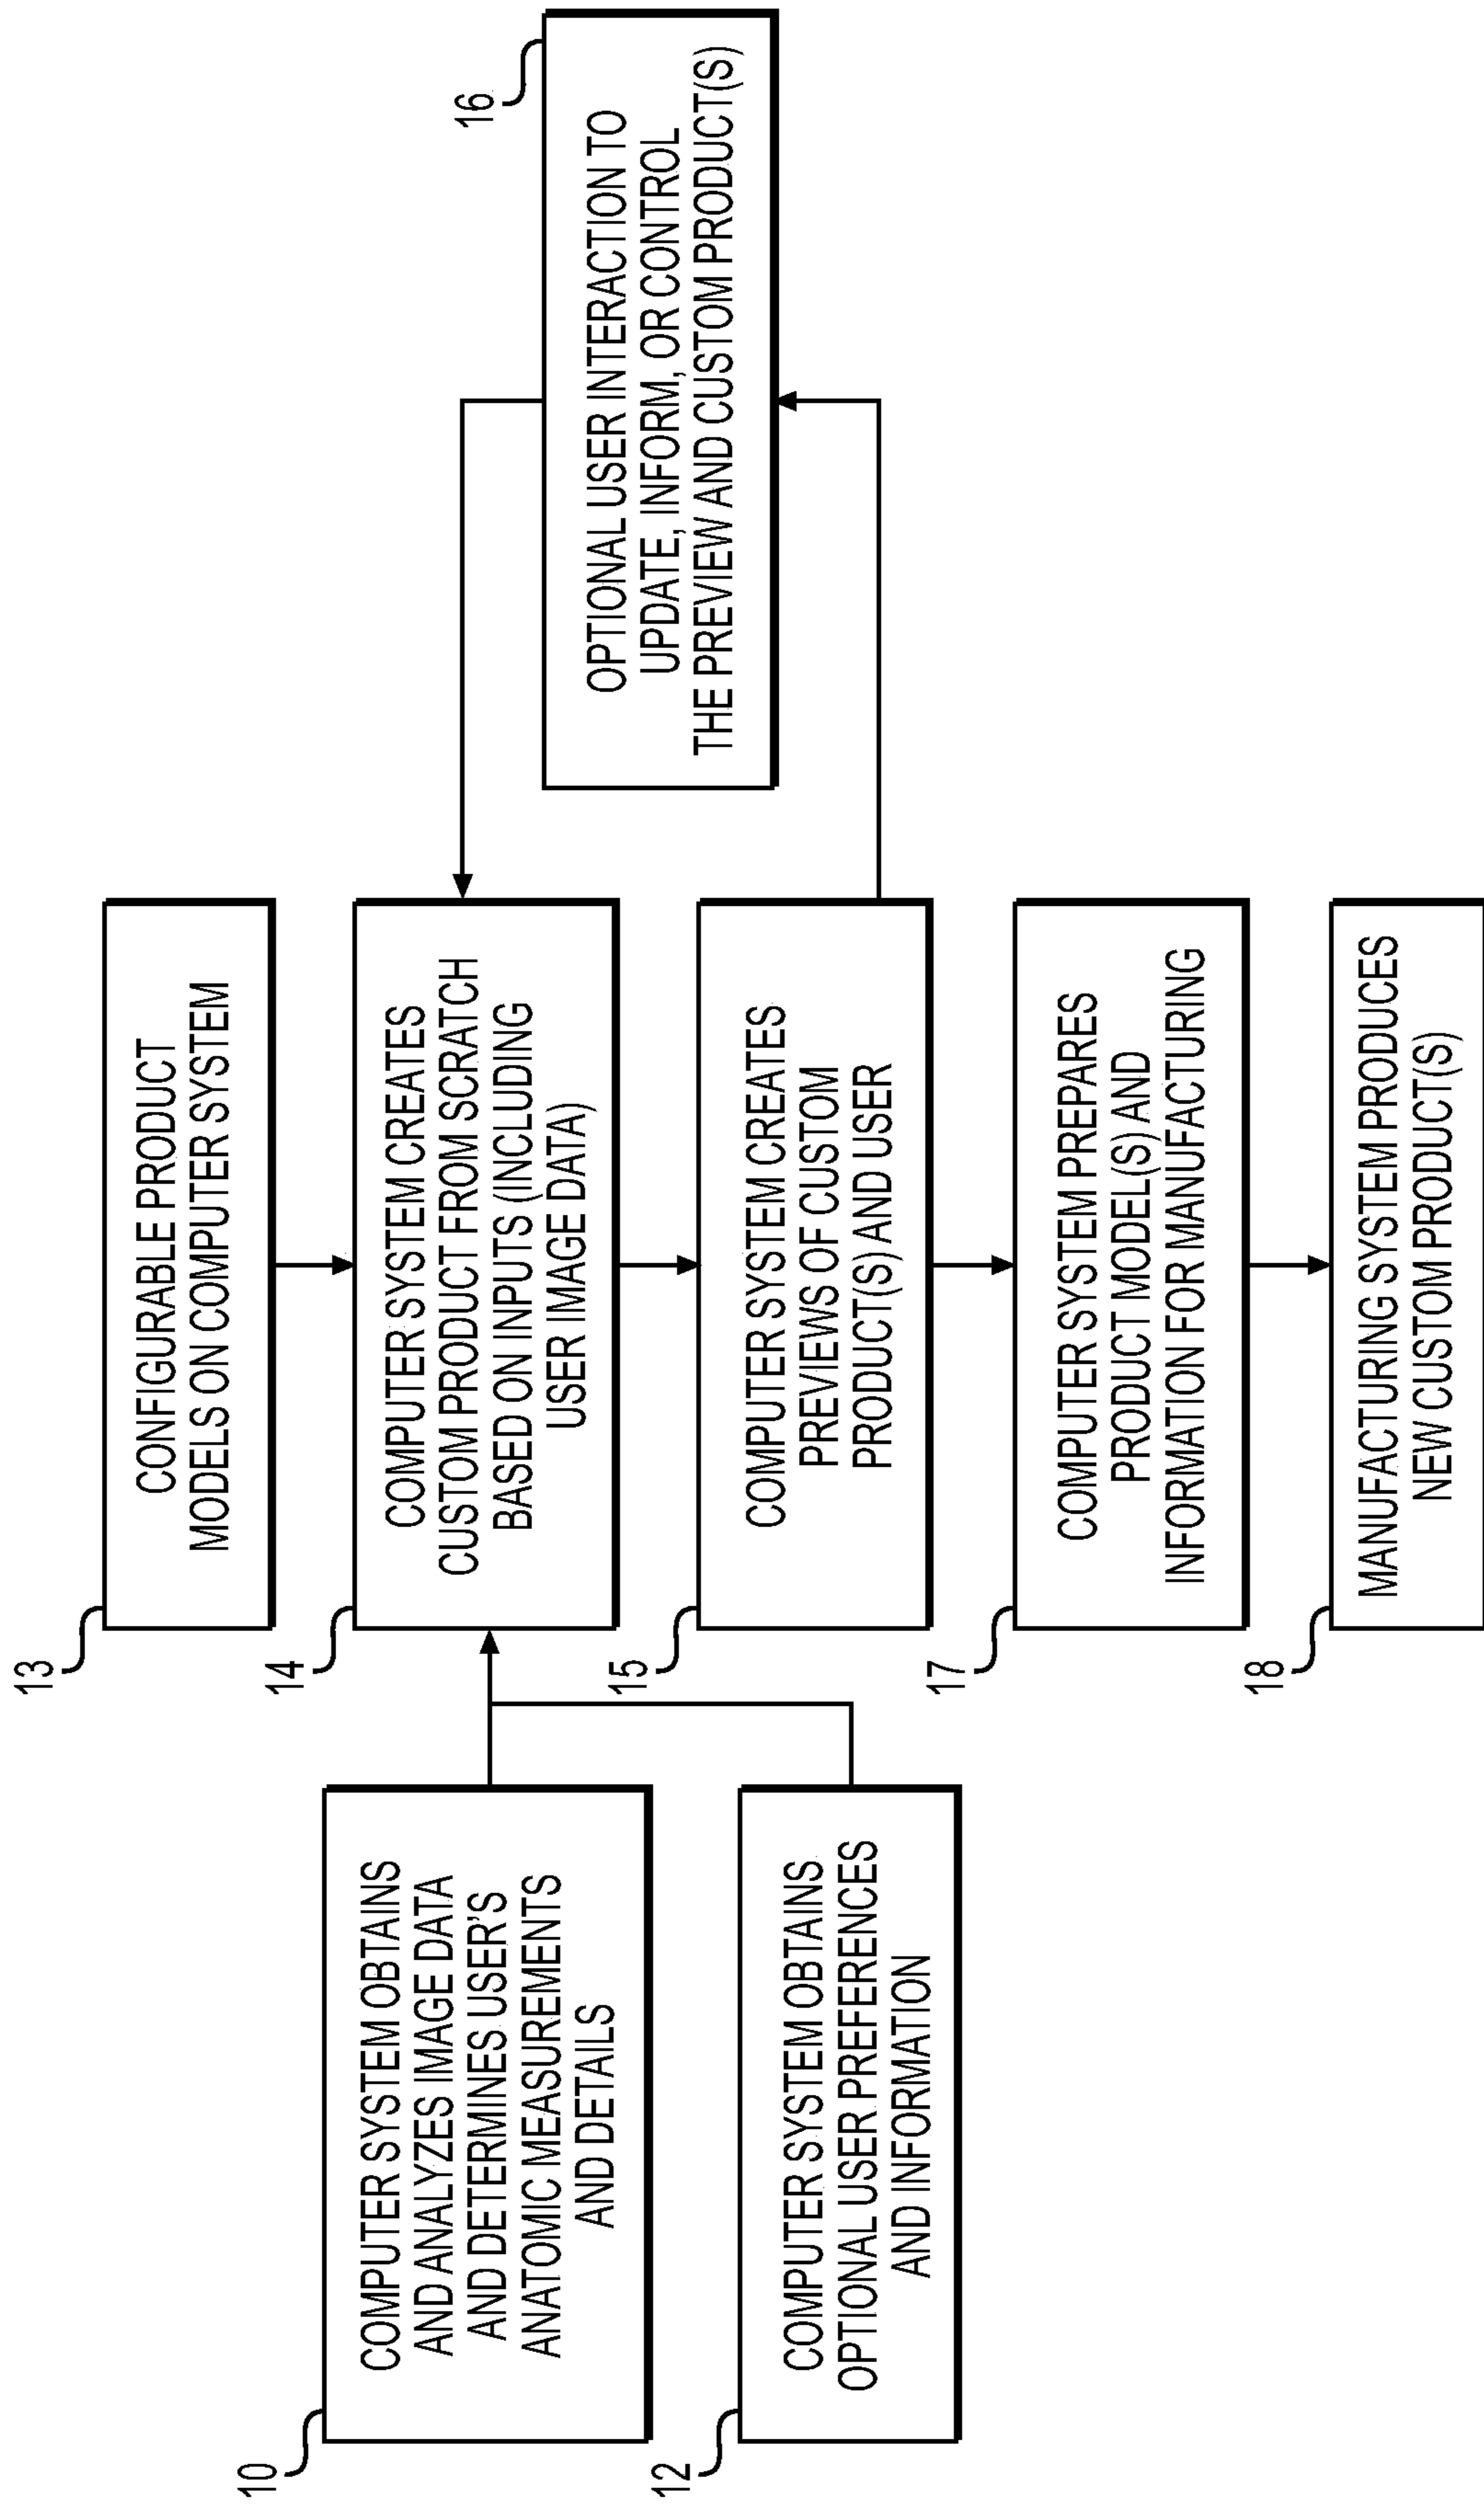 13
CONFIGURABLE PRODUCT
MODELS ON COMPUTER SYSTEM
10
COMPUTER SYSTEM OBTAINS
AND ANALYZES IMAGE DATA
AND DETERMINES USER'S
ANATOMIC MEASUREMENTS
AND DETAILS
12
COMPUTER SYSTEM OBTAINS
OPTIONAL USER PREFERENCES
AND INFORMATION
14
COMPUTER SYSTEM CREATES
CUSTOM PRODUCT FROM SCRATCH
BASED ON INPUTS (INCLUDING
USER IMAGE DATA)
15
COMPUTER SYSTEM CREATES
PREVIEWS OF CUSTOM
PRODUCT(S) AND USER
16
OPTIONAL USER INTERACTION TO
UPDATE, INFORM, OR CONTROL
THE PREVIEW AND CUSTOM PRODUCT(S)
17
COMPUTER SYSTEM PREPARES
PRODUCT MODEL(S) AND
INFORMATION FOR MANUFACTURING
18
MANUFACTURING SYSTEM PRODUCES
NEW CUSTOM PRODUCT(S)